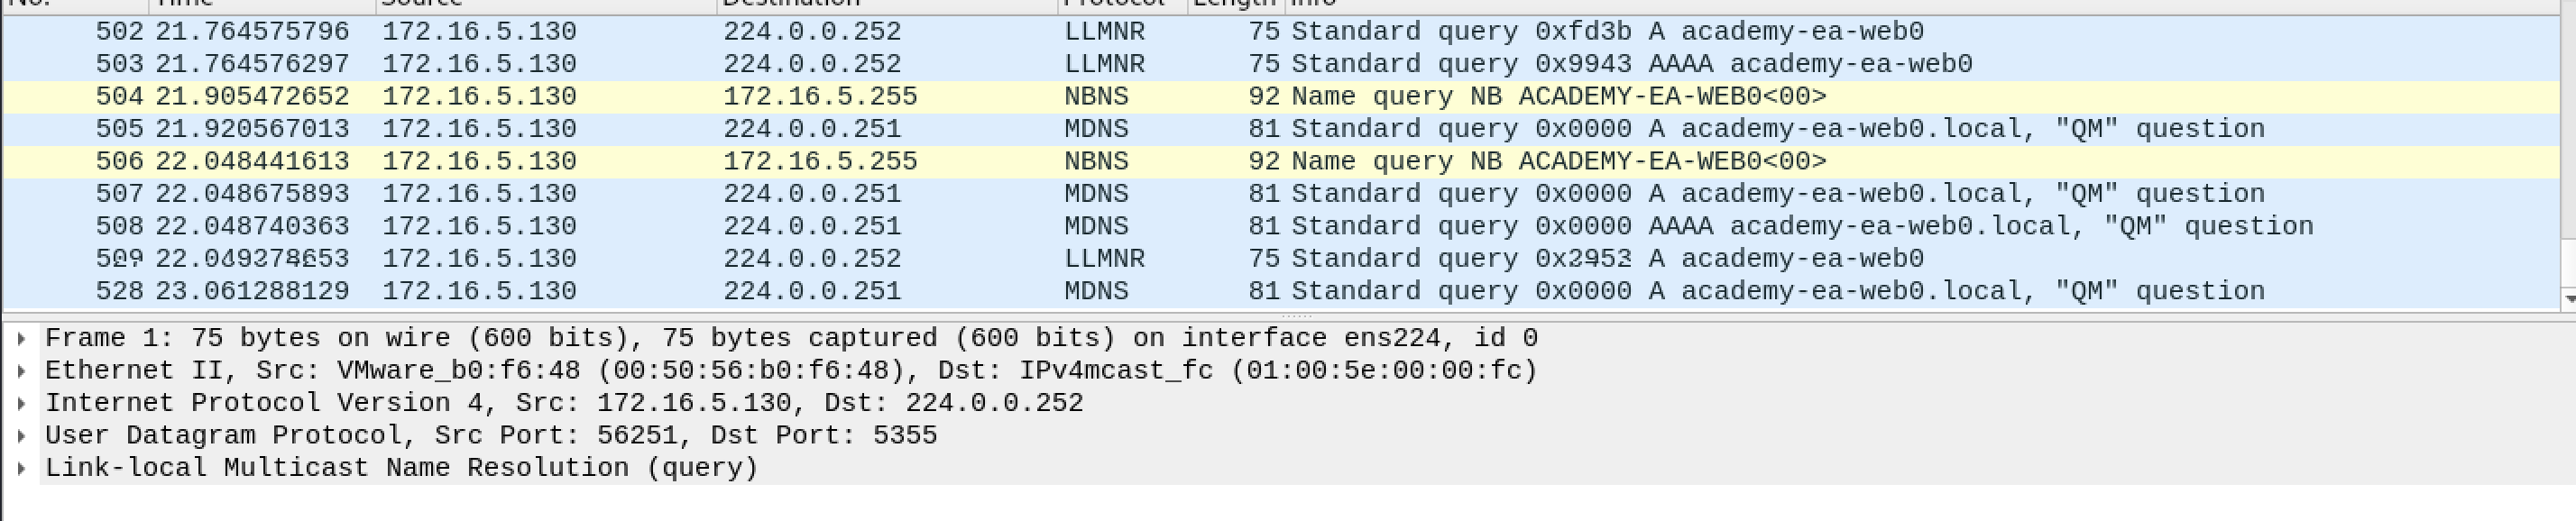 No. Time Source Destination Protocol Length Info
502 21.764575796 172.16.5.130 224.0.0.252 LLMNR 75 Standard query 0xfd3b A academy-ea-web0
503 21.764576297 172.16.5.130 224.0.0.252 LLMNR 75 Standard query 0x9943 AAAA academy-ea-web0
504 21.905472652 172.16.5.130 172.16.5.255 NBNS 92 Name query NB ACADEMY-EA-WEB0<00>
505 21.920567013 172.16.5.130 224.0.0.251 MDNS 81 Standard query 0x0000 A academy-ea-web0.local, "QM" question
506 22.048441613 172.16.5.130 172.16.5.255 NBNS 92 Name query NB ACADEMY-EA-WEB0<00>
507 22.048675893 172.16.5.130 224.0.0.251 MDNS 81 Standard query 0x0000 A academy-ea-web0.local, "QM" question
508 22.048740363 172.16.5.130 224.0.0.251 MDNS 81 Standard query 0x0000 AAAA academy-ea-web0.local, "QM" question
509 22.049278653 172.16.5.130 224.0.0.252 LLMNR 75 Standard query 0x2952 A academy-ea-web0
528 23.061288129 172.16.5.130 224.0.0.251 MDNS 81 Standard query 0x0000 A academy-ea-web0.local, "QM" question
Frame 1: 75 bytes on wire (600 bits), 75 bytes captured (600 bits) on interface ens224, id 0
Ethernet II, Src: VMware_b0:f6:48 (00:50:56:b0:f6:48), Dst: IPv4mcast_fc (01:00:5e:00:00:fc)
Internet Protocol Version 4, Src: 172.16.5.130, Dst: 224.0.0.252
User Datagram Protocol, Src Port: 56251, Dst Port: 5355
Link-local Multicast Name Resolution (query)